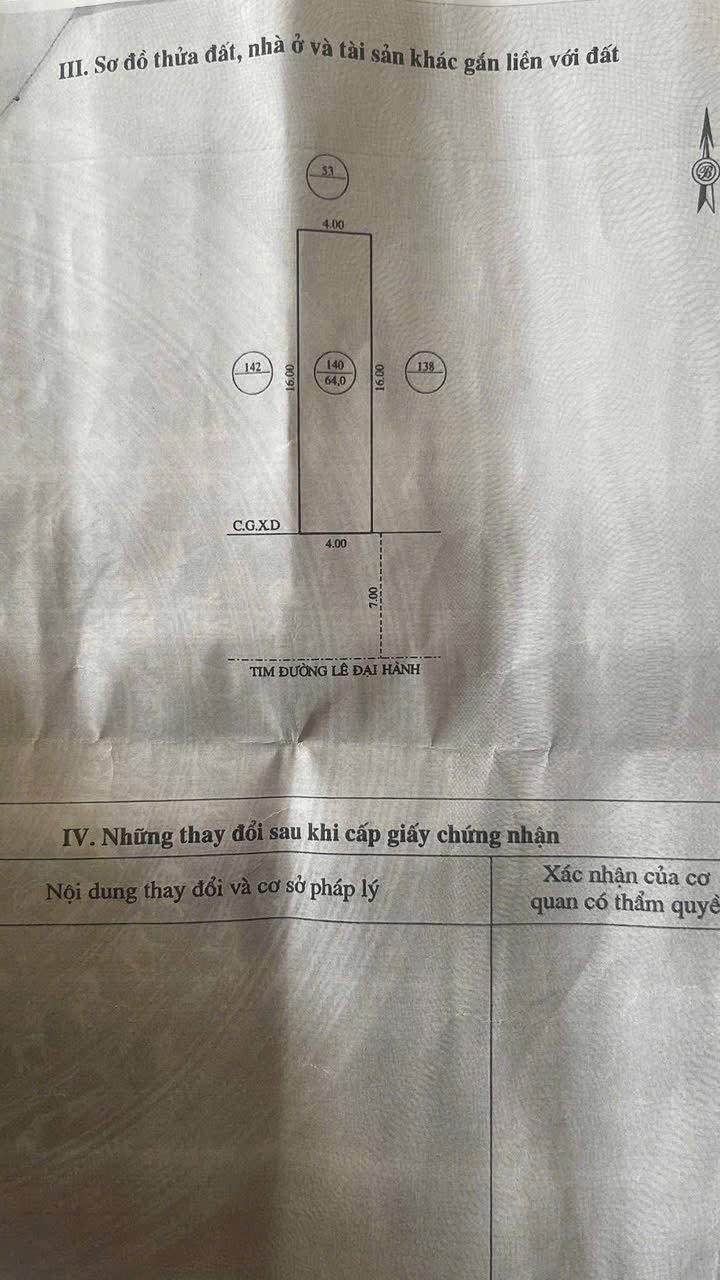 III. Sơ đồ thửa đất, nhà ở và tài sản khác gắn liền với đất
B
53
4.00
142
16.00
140
64,0
16.00
138
C.G.X.D
4.00
7.00
TIM ĐƯỜNG LÊ ĐẠI HÀNH
IV. Những thay đổi sau khi cấp giấy chứng nhận
Nội dung thay đổi và cơ sở pháp lý
Xác nhận của cơ
quan có thẩm quyề